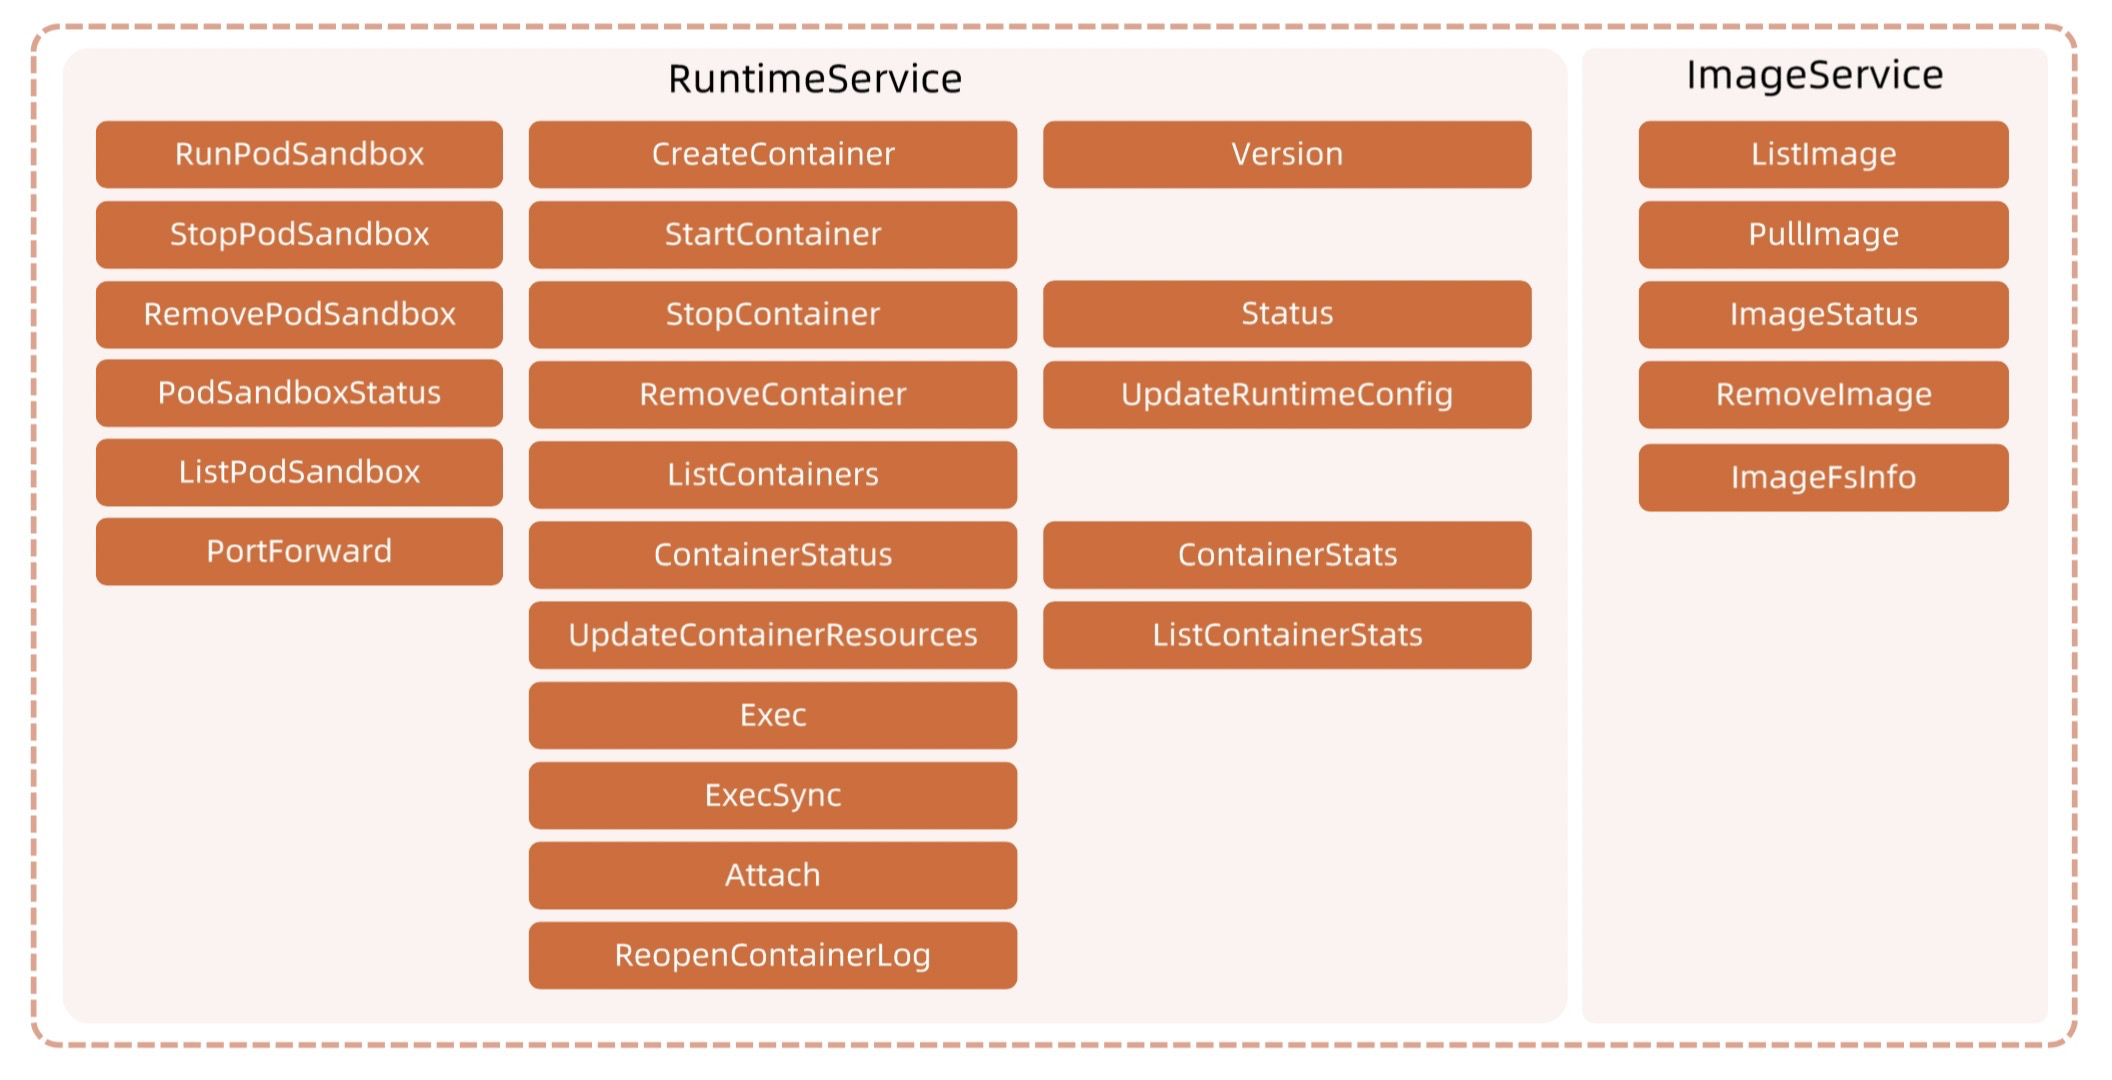 RuntimeService
RunPodSandbox
StopPodSandbox
RemovePodSandbox
PodSandboxStatus
ListPodSandbox
PortForward
CreateContainer
StartContainer
StopContainer
RemoveContainer
ListContainers
ContainerStatus
UpdateContainerResources
Exec
ExecSync
Attach
ReopenContainerLog
Version
Status
UpdateRuntimeConfig
ContainerStats
ListContainerStats
ImageService
ListImage
PullImage
ImageStatus
RemoveImage
ImageFsInfo